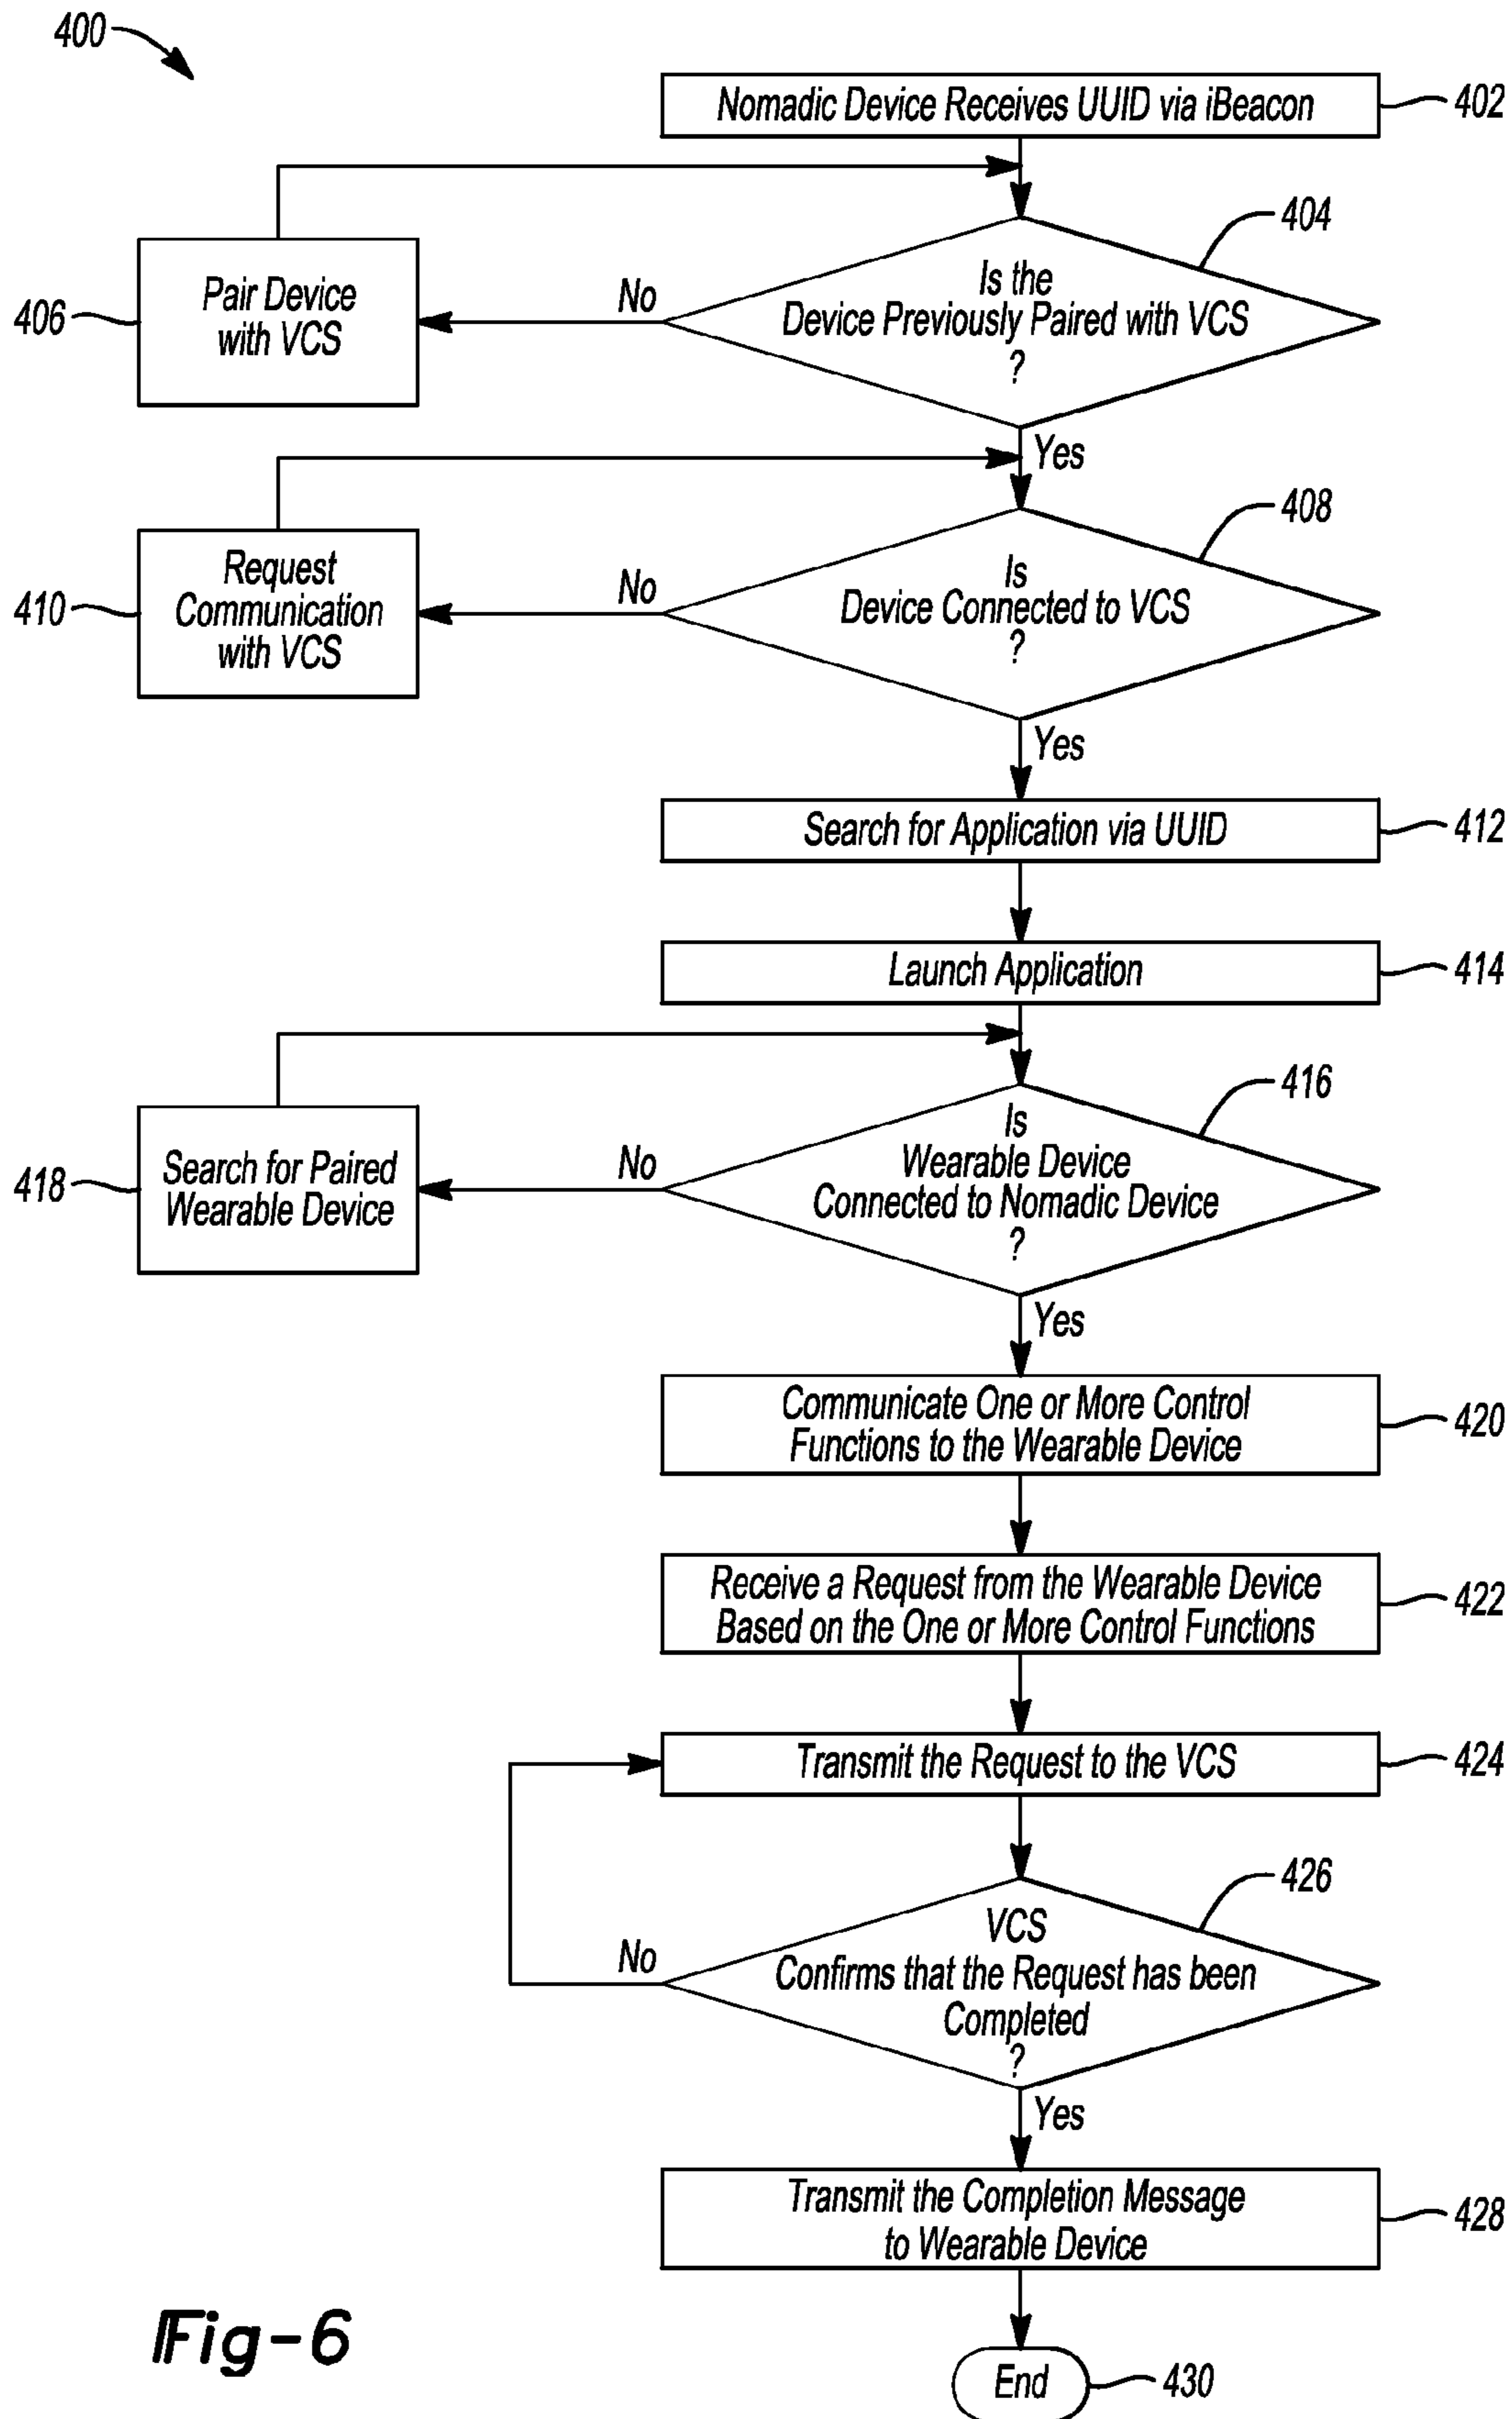 400
Nomadic Device Receives UUID via iBeacon
402
404
Is the
Device Previously Paired with VCS
?
No
Pair Device
with VCS
406
Yes
408
Is
Device Connected to VCS
?
No
Request
Communication
with VCS
410
Yes
Search for Application via UUID
412
Launch Application
414
416
Is
Wearable Device
Connected to Nomadic Device
?
No
Search for Paired
Wearable Device
418
Yes
Communicate One or More Control
Functions to the Wearable Device
420
Receive a Request from the Wearable Device
Based on the One or More Control Functions
422
Transmit the Request to the VCS
424
426
VCS
Confirms that the Request has been
Completed
?
No
Yes
Transmit the Completion Message
to Wearable Device
428
End
430
Fig-6